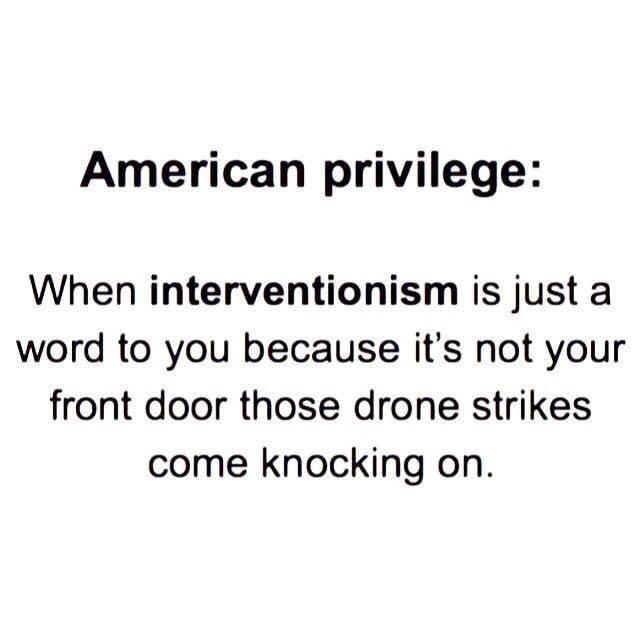 American privilege:
When interventionism is just a
word to you because it’s not your
front door those drone strikes
come knocking on.